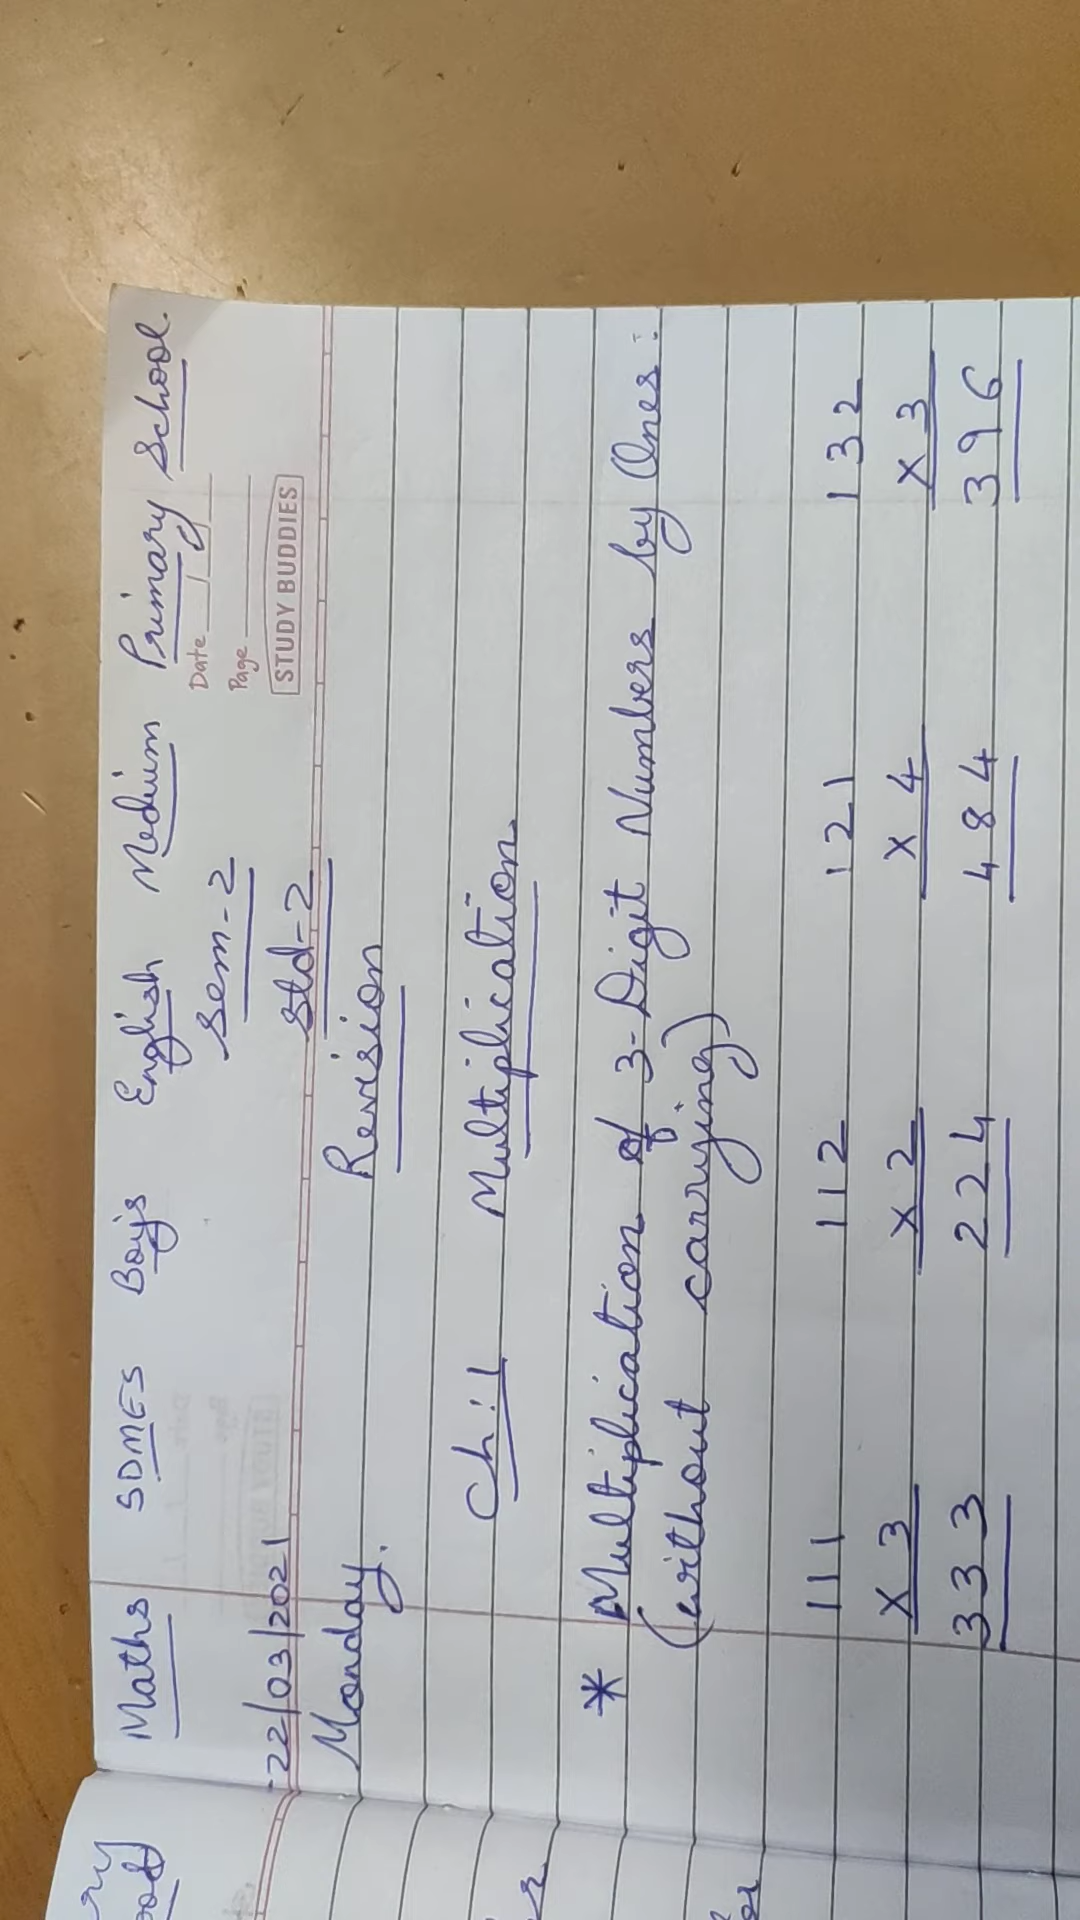 Maths SDMES Boys English Medium Primary School.
Sem-2
Date
Page
22/03/2021 Std-2
STUDY BUDDIES
Monday. Revision
Ch:1 Multiplication
* Multiplication of 3-Digit Numbers by Ones:
(without carrying)
111 112 121 132
×3 ×2 ×4 ×3
333 224 484 396